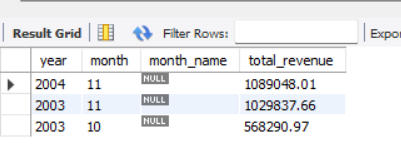 Result Grid Filter Rows: Expor
year month month_name total_revenue
2004 11 NULL 1089048.01
2003 11 NULL 1029837.66
2003 10 NULL 568290.97